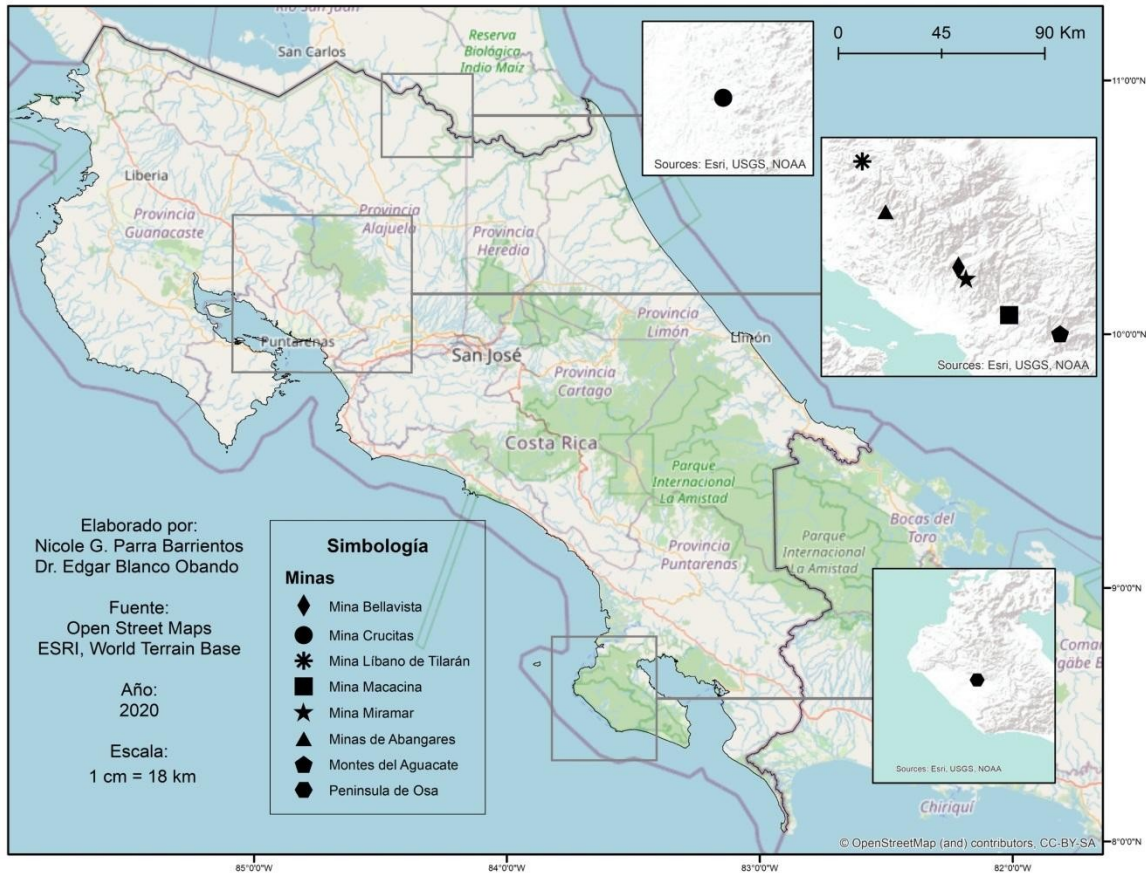 San Carlos
Reserva
Biológica
Indio Maíz
0 45 90 Km
11°0'0"N
Sources: Esri, USGS, NOAA
Liberia
Provincia
Guanacaste
Provincia
Alajuela
Provincia
Heredia
Provincia
Limón
Limón
Puntarenas
San José
10°0'0"N
Sources: Esri, USGS, NOAA
Provincia
Cartago
Costa Rica
Parque
Internacional
La Amistad
Bocas del
Toro
Parque
Internacional
La Amistad
Provincia
Puntarenas
9°0'0"N
Elaborado por:
Nicole G. Parra Barrientos
Dr. Edgar Blanco Obando
Fuente:
Open Street Maps
ESRI, World Terrain Base
Año:
2020
Escala:
1 cm = 18 km
Simbología
Minas
Mina Bellavista
Mina Crucitas
Mina Líbano de Tilarán
Mina Macacina
Mina Miramar
Minas de Abangares
Montes del Aguacate
Peninsula de Osa
Sources: Esri, USGS, NOAA
Chiriquí
© OpenStreetMap (and) contributors, CC-BY-SA
8°0'0"N
85°0'0"W 84°0'0"W 83°0'0"W 82°0'0"W